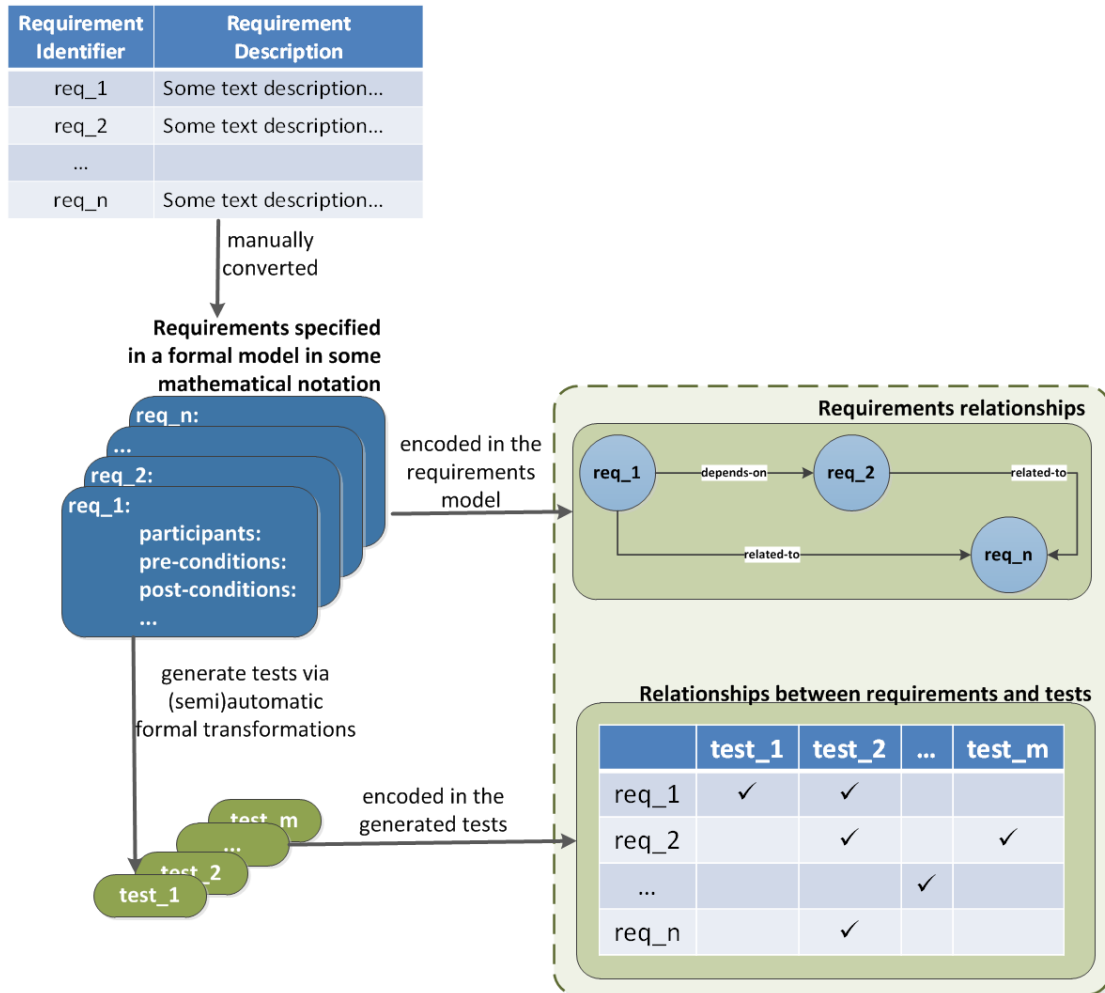 Requirement
Identifier
Requirement
Description
req_1
Some text description...
req_2
Some text description...
...
req_n
Some text description...
manually
converted
Requirements specified
in a formal model in some
mathematical notation
req_n:
...
req_2:
req_1:
participants:
pre-conditions:
post-conditions:
...
encoded in the
requirements
model
Requirements relationships
req_1
depends-on
req_2
related-to
related-to
req_n
generate tests via
(semi)automatic
formal transformations
test_m
...
test_2
test_1
encoded in the
generated tests
Relationships between requirements and tests
test_1 test_2 ... test_m
req_1 ✓ ✓
req_2 ✓ ✓
... ✓
req_n ✓